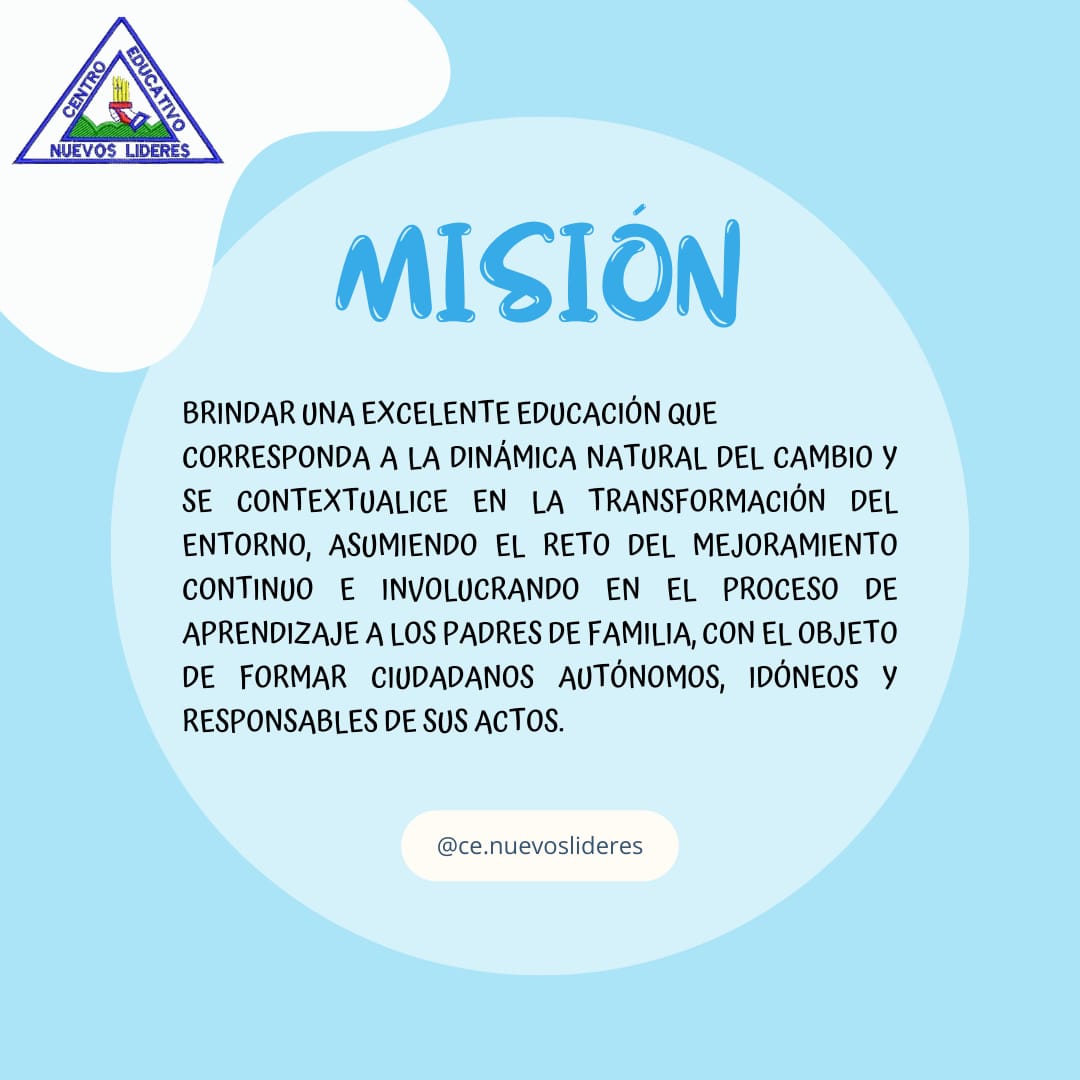 CENTRO EDUCATIVO
NUEVOS LIDERES
MISIÓN
BRINDAR UNA EXCELENTE EDUCACIÓN QUE
CORRESPONDA A LA DINÁMICA NATURAL DEL CAMBIO Y
SE CONTEXTUALICE EN LA TRANSFORMACIÓN DEL
ENTORNO, ASUMIENDO EL RETO DEL MEJORAMIENTO
CONTINUO E INVOLUCRANDO EN EL PROCESO DE
APRENDIZAJE A LOS PADRES DE FAMILIA, CON EL OBJETO
DE FORMAR CIUDADANOS AUTÓNOMOS, IDÓNEOS Y
RESPONSABLES DE SUS ACTOS.
@ce.nuevoslideres